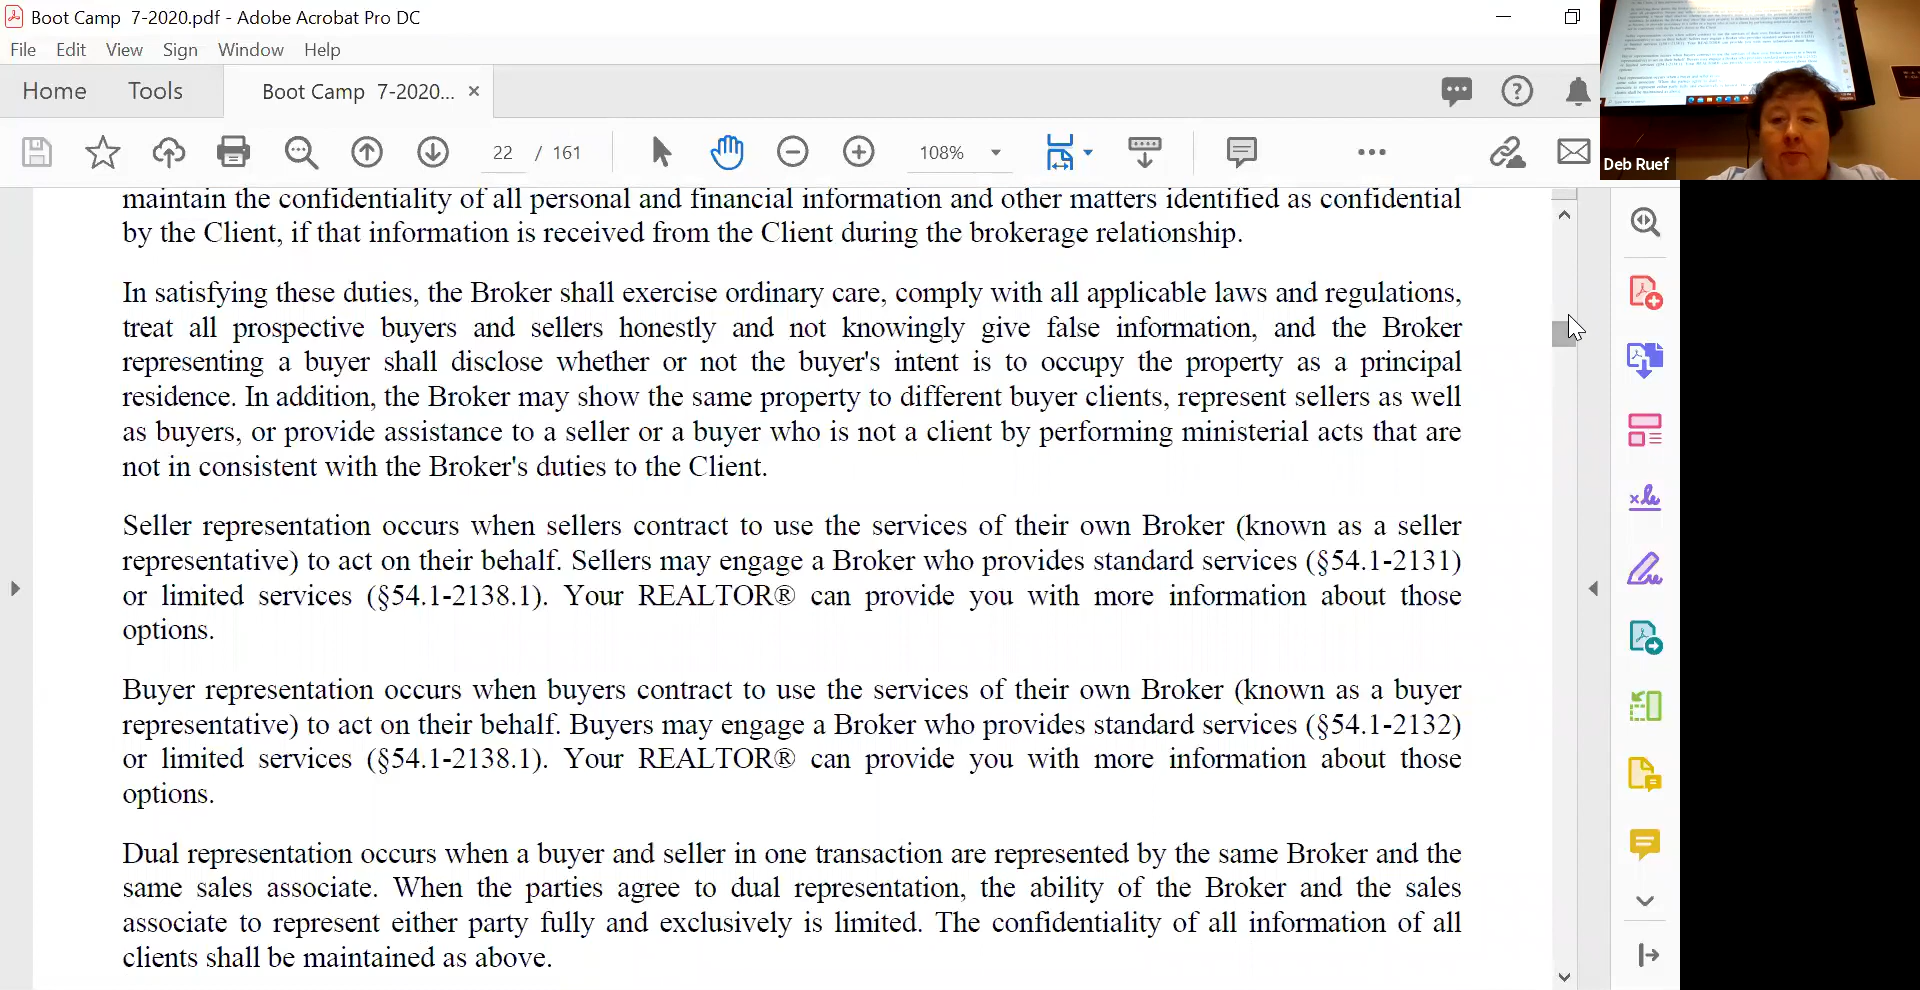 Boot Camp 7-2020.pdf - Adobe Acrobat Pro DC
File Edit View Sign Window Help
Home Tools Boot Camp 7-2020... ×
22 / 161 108%
Deb Ruef
maintain the confidentiality of all personal and financial information and other matters identified as confidential
by the Client, if that information is received from the Client during the brokerage relationship.
In satisfying these duties, the Broker shall exercise ordinary care, comply with all applicable laws and regulations,
treat all prospective buyers and sellers honestly and not knowingly give false information, and the Broker
representing a buyer shall disclose whether or not the buyer's intent is to occupy the property as a principal
residence. In addition, the Broker may show the same property to different buyer clients, represent sellers as well
as buyers, or provide assistance to a seller or a buyer who is not a client by performing ministerial acts that are
not in consistent with the Broker's duties to the Client.
Seller representation occurs when sellers contract to use the services of their own Broker (known as a seller
representative) to act on their behalf. Sellers may engage a Broker who provides standard services (§54.1-2131)
or limited services (§54.1-2138.1). Your REALTOR® can provide you with more information about those
options.
Buyer representation occurs when buyers contract to use the services of their own Broker (known as a buyer
representative) to act on their behalf. Buyers may engage a Broker who provides standard services (§54.1-2132)
or limited services (§54.1-2138.1). Your REALTOR® can provide you with more information about those
options.
Dual representation occurs when a buyer and seller in one transaction are represented by the same Broker and the
same sales associate. When the parties agree to dual representation, the ability of the Broker and the sales
associate to represent either party fully and exclusively is limited. The confidentiality of all information of all
clients shall be maintained as above.